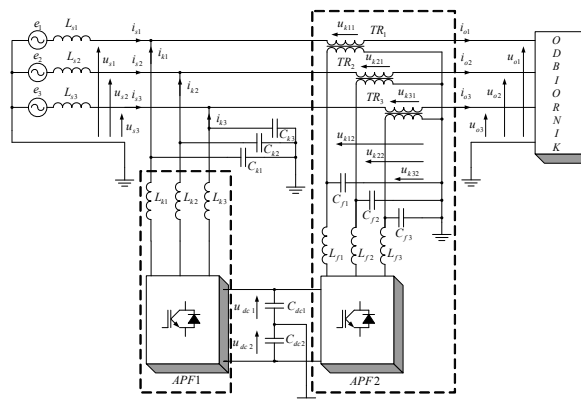 e1 Ls1 is1 uk11 TR1 io1
e2 Ls2 us1 is2 ik1 uk21 TR2 io2 uo1
e3 Ls3 us2 is3 ik2 uk31 TR3 io3 uo2
us3 ik3 uo3
ODBIORNIK
Ck3 uk12
Ck2 uk22
Ck1 uk32
Cf1
Cf2
Cf3
Lk1 Lk2 Lk3
Lf1 Lf2 Lf3
udc1 Cdc1
udc2 Cdc2
APF1 APF2